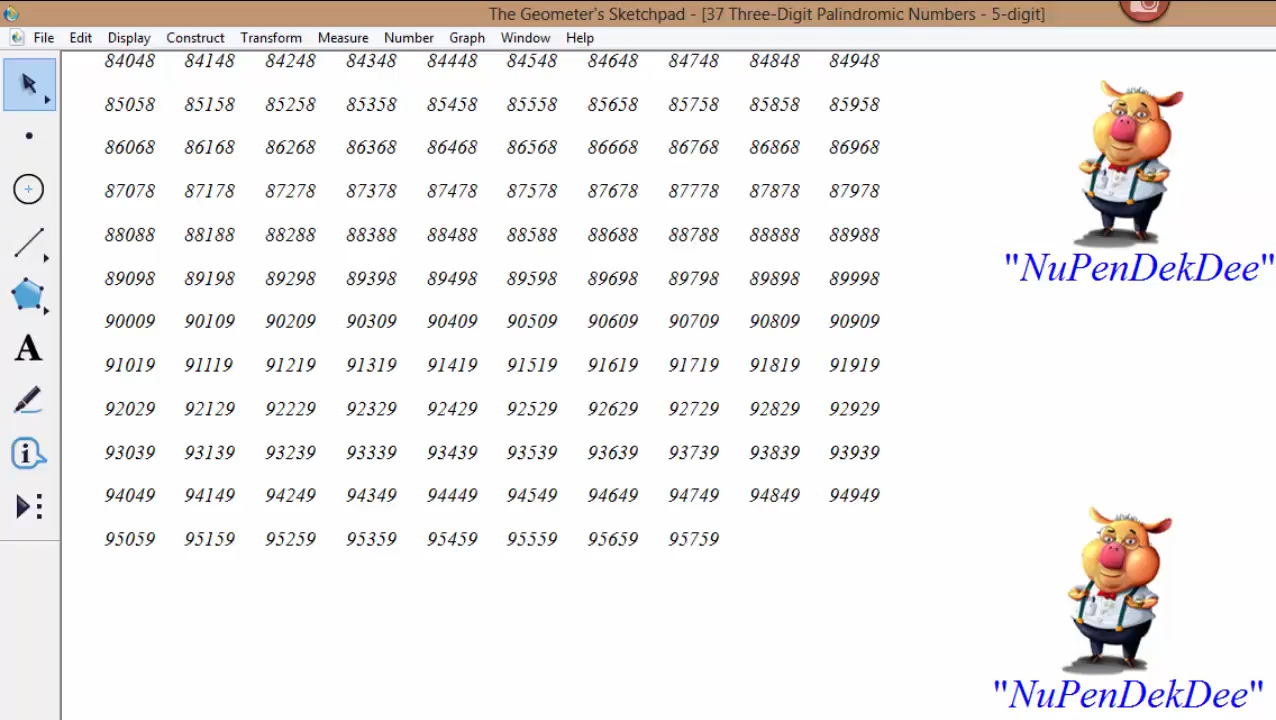 The Geometer's Sketchpad - [37 Three-Digit Palindromic Numbers - 5-digit]
File Edit Display Construct Transform Measure Number Graph Window Help
84048 84148 84248 84348 84448 84548 84648 84748 84848 84948
85058 85158 85258 85358 85458 85558 85658 85758 85858 85958
86068 86168 86268 86368 86468 86568 86668 86768 86868 86968
87078 87178 87278 87378 87478 87578 87678 87778 87878 87978
88088 88188 88288 88388 88488 88588 88688 88788 88888 88988
89098 89198 89298 89398 89498 89598 89698 89798 89898 89998
90009 90109 90209 90309 90409 90509 90609 90709 90809 90909
91019 91119 91219 91319 91419 91519 91619 91719 91819 91919
92029 92129 92229 92329 92429 92529 92629 92729 92829 92929
93039 93139 93239 93339 93439 93539 93639 93739 93839 93939
94049 94149 94249 94349 94449 94549 94649 94749 94849 94949
95059 95159 95259 95359 95459 95559 95659 95759
"NuPenDekDee"
"NuPenDekDee"
A
i